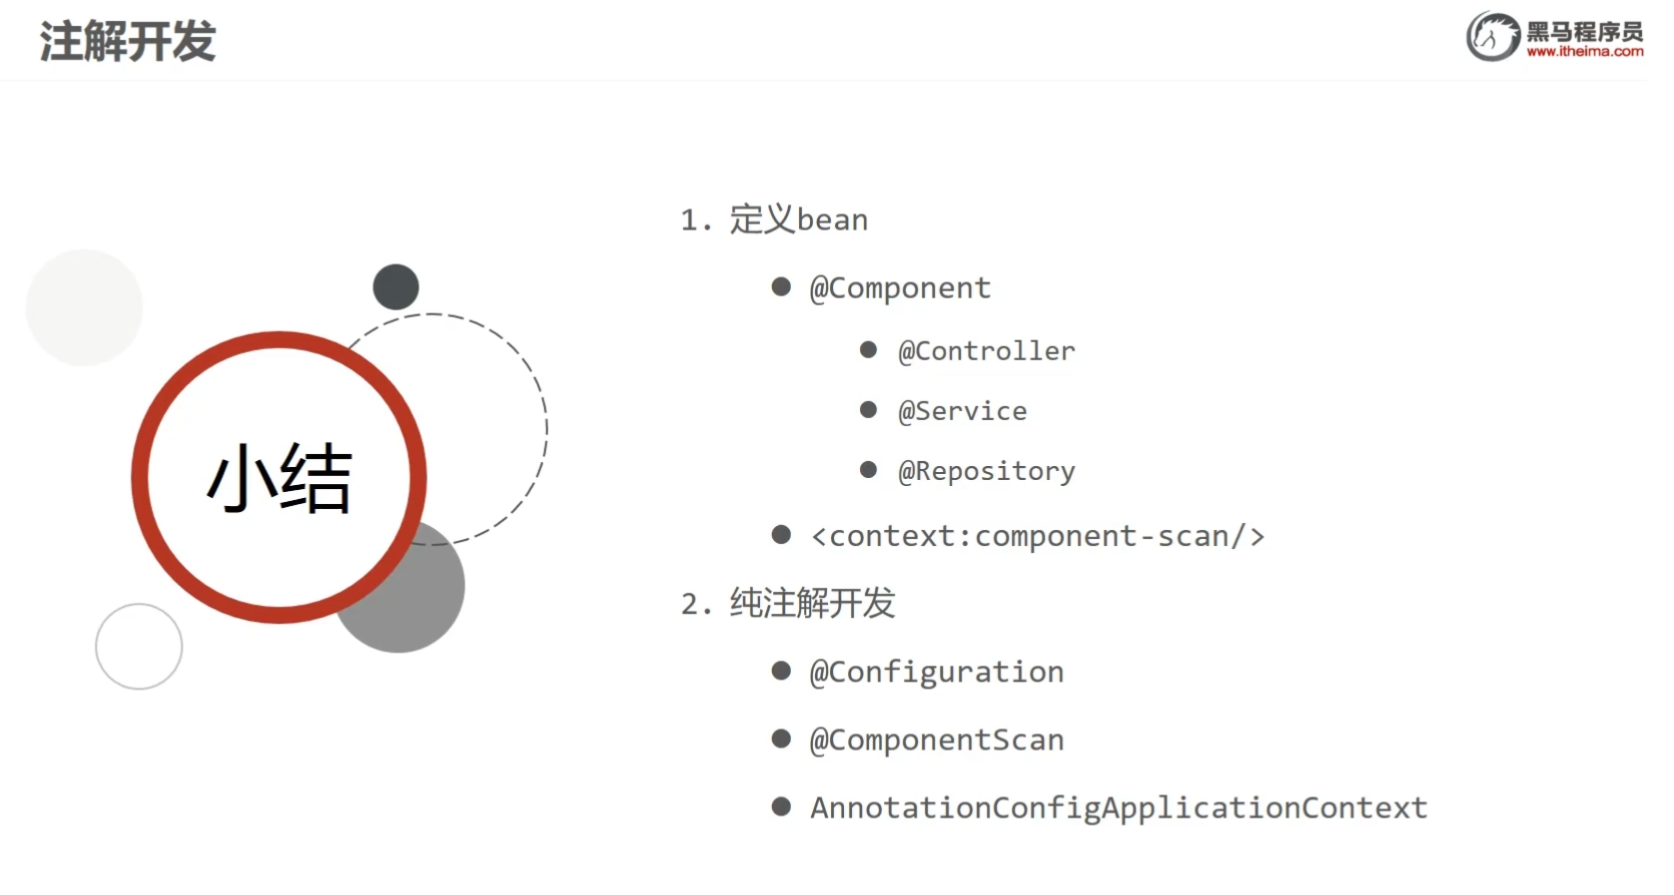 注解开发
黑马程序员
www.itheima.com
小结
1. 定义bean
● @Component
● @Controller
● @Service
● @Repository
● <context:component-scan/>
2. 纯注解开发
● @Configuration
● @ComponentScan
● AnnotationConfigApplicationContext